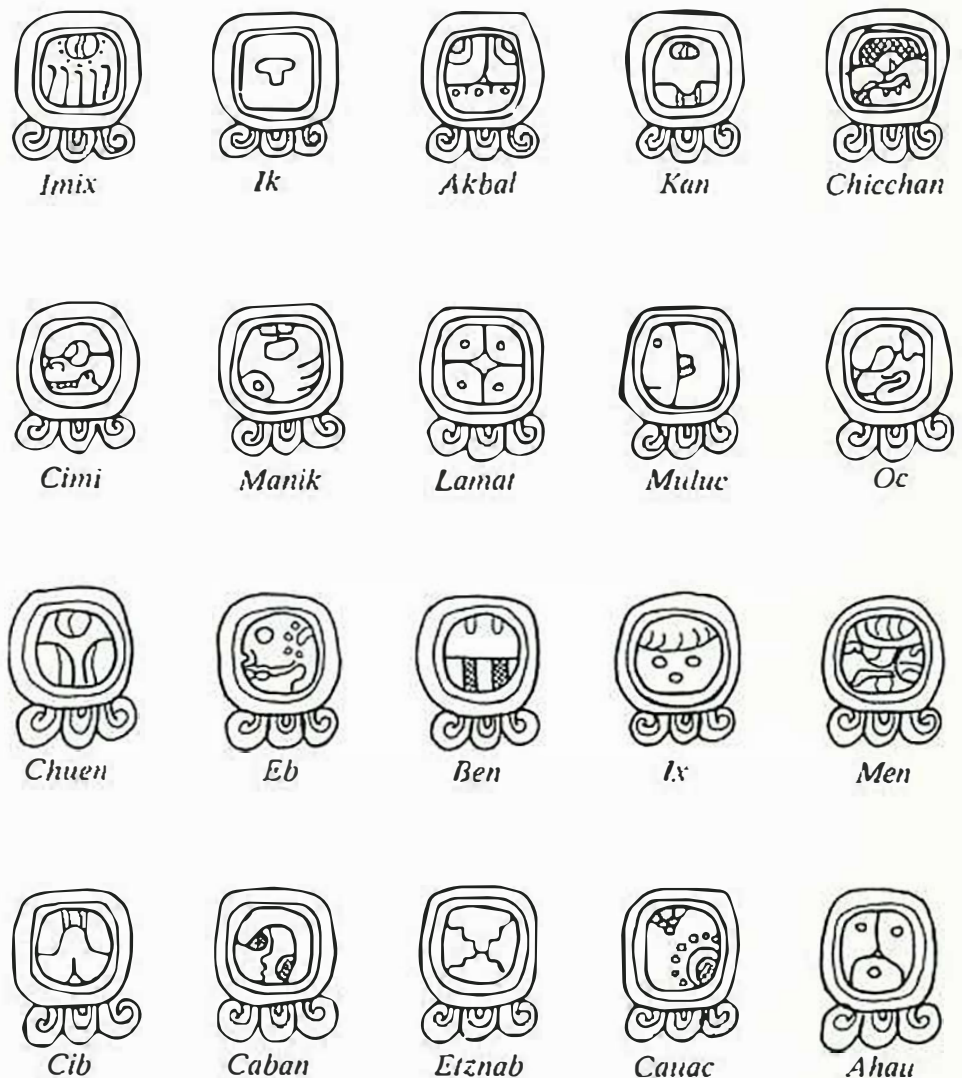 Imix Ik Akbal Kan Chicchan
Cimi Manik Lamat Muluc Oc
Chuen Eb Ben Ix Men
Cib Caban Etznab Cauac Ahau